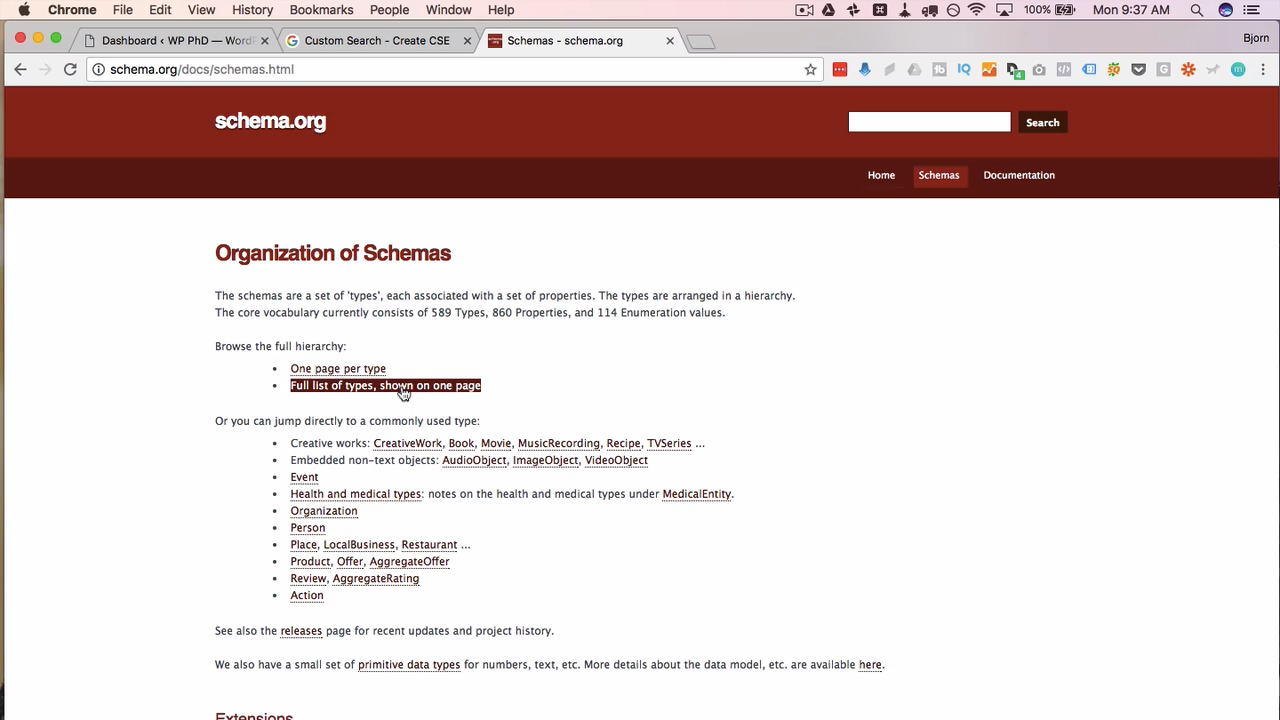 Chrome File Edit View History Bookmarks People Window Help 100% Mon 9:37 AM
Dashboard ‹ WP PhD — WordP Custom Search - Create CSE Schemas - schema.org Bjorn
schema.org/docs/schemas.html
schema.org
Search
Home Schemas Documentation
Organization of Schemas
The schemas are a set of 'types', each associated with a set of properties. The types are arranged in a hierarchy.
The core vocabulary currently consists of 589 Types, 860 Properties, and 114 Enumeration values.
Browse the full hierarchy:
• One page per type
• Full list of types, shown on one page
Or you can jump directly to a commonly used type:
• Creative works: CreativeWork, Book, Movie, MusicRecording, Recipe, TVSeries ...
• Embedded non-text objects: AudioObject, ImageObject, VideoObject
• Event
• Health and medical types: notes on the health and medical types under MedicalEntity.
• Organization
• Person
• Place, LocalBusiness, Restaurant ...
• Product, Offer, AggregateOffer
• Review, AggregateRating
• Action
See also the releases page for recent updates and project history.
We also have a small set of primitive data types for numbers, text, etc. More details about the data model, etc. are available here.
Extensions